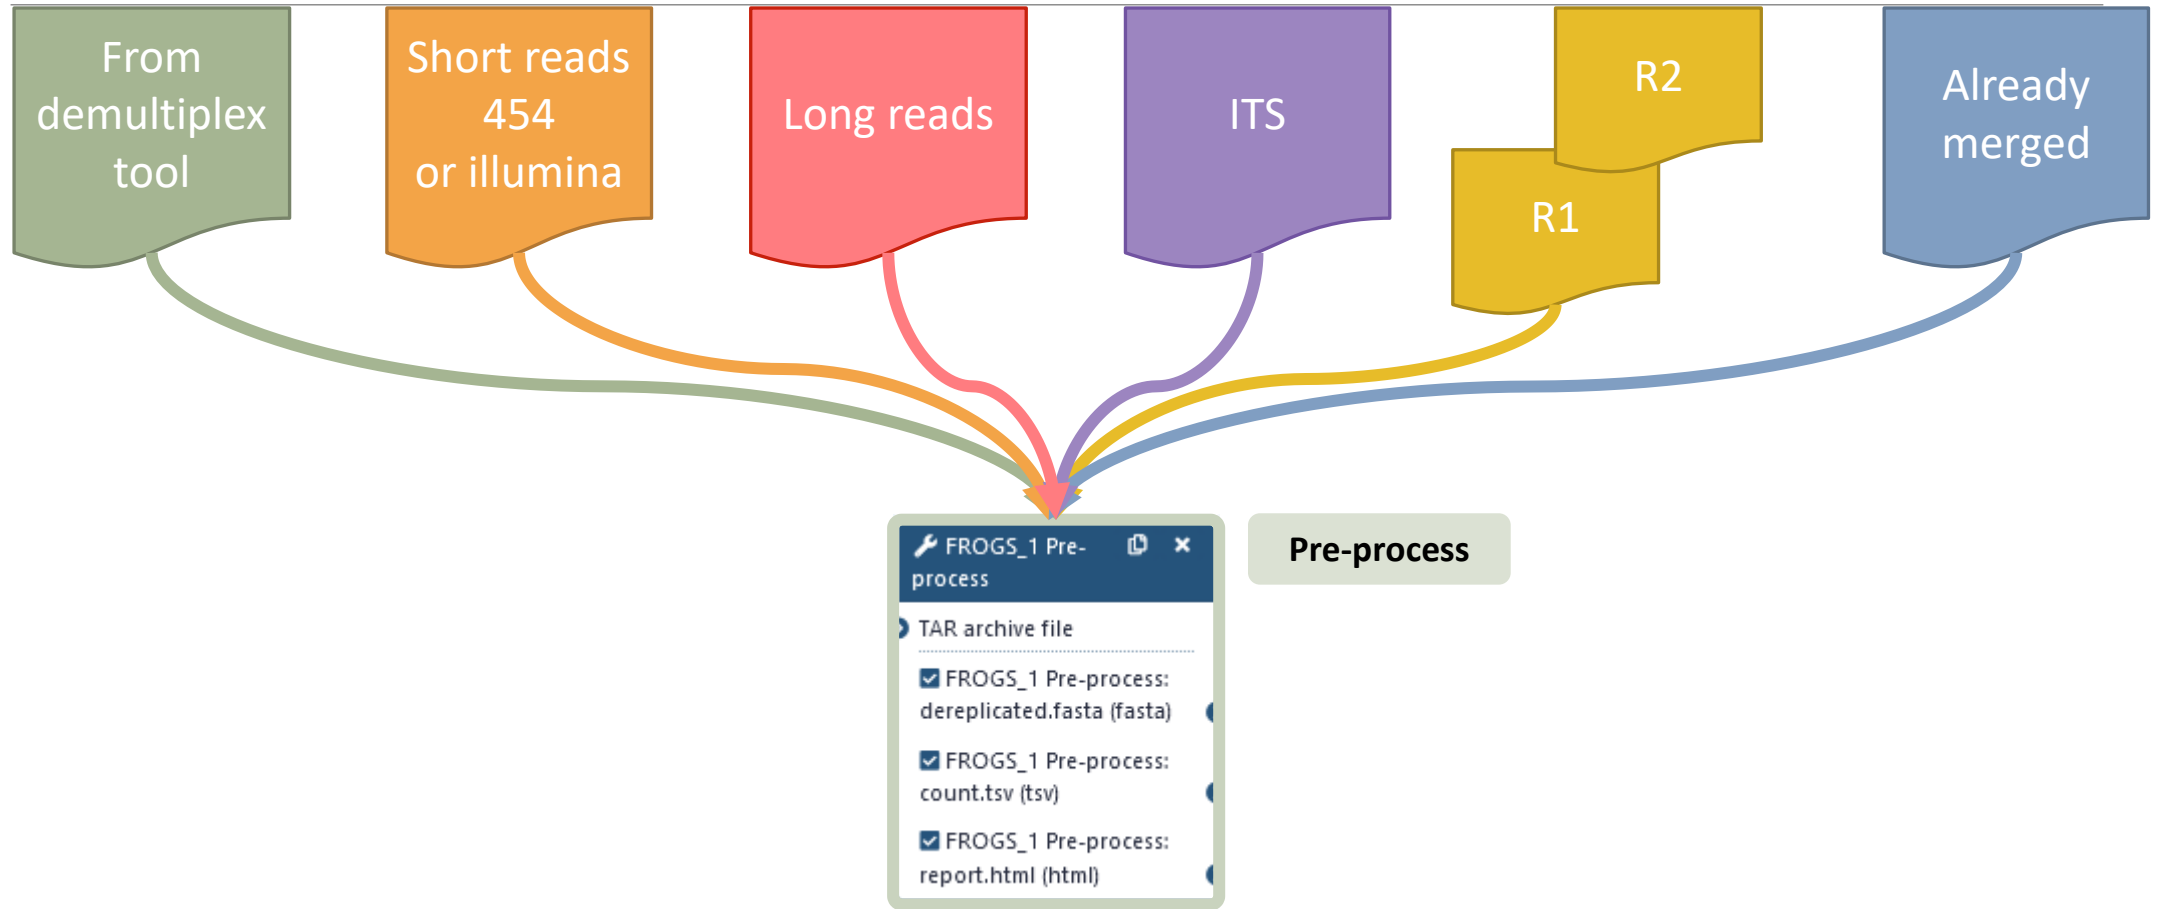 From
demultiplex
tool
Short reads
454
or illumina
Long reads
ITS
R2
R1
Already
merged
FROGS_1 Pre-
process
Pre-process
TAR archive file
FROGS_1 Pre-process:
dereplicated.fasta (fasta)
FROGS_1 Pre-process:
count.tsv (tsv)
FROGS_1 Pre-process:
report.html (html)